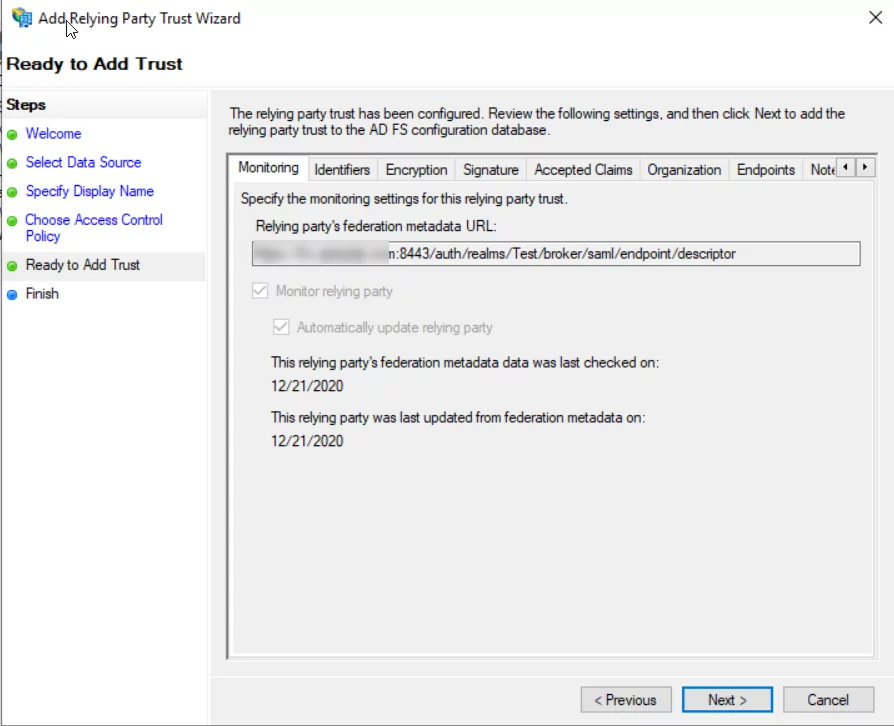 Add Relying Party Trust Wizard
Ready to Add Trust
Steps
Welcome
Select Data Source
Specify Display Name
Choose Access Control
Policy
Ready to Add Trust
Finish
The relying party trust has been configured. Review the following settings, and then click Next to add the
relying party trust to the AD FS configuration database.
Monitoring Identifiers Encryption Signature Accepted Claims Organization Endpoints Note
Specify the monitoring settings for this relying party trust.
Relying party's federation metadata URL:
:8443/auth/realms/Test/broker/saml/endpoint/descriptor
Monitor relying party
Automatically update relying party
This relying party's federation metadata data was last checked on:
12/21/2020
This relying party was last updated from federation metadata on:
12/21/2020
< Previous Next > Cancel